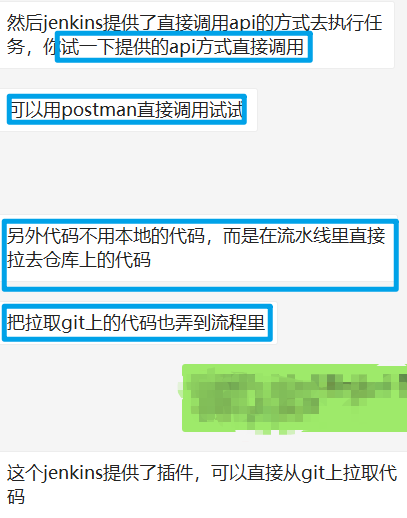 然后jenkins提供了直接调用api的方式去执行任
务，你试一下提供的api方式直接调用
可以用postman直接调用试试
另外代码不用本地的代码，而是在流水线里直接
拉去仓库上的代码
把拉取git上的代码也弄到流程里
这个jenkins提供了插件，可以直接从git上拉取代
码